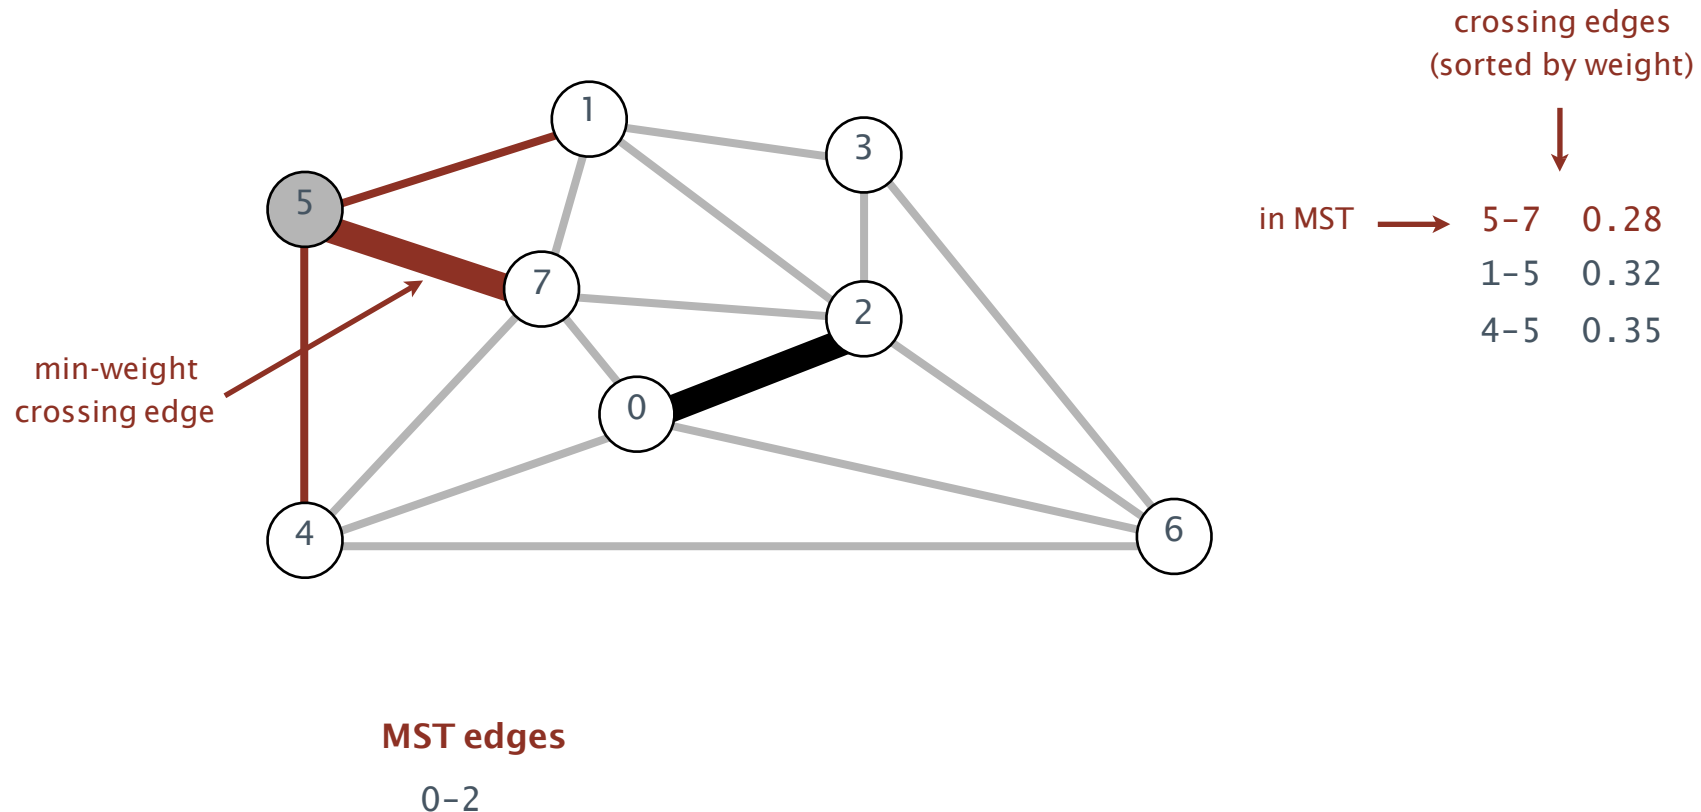 crossing edges
(sorted by weight)
1
3
5
in MST
5-7 0.28
7
1-5 0.32
2
4-5 0.35
min-weight
crossing edge
0
4
6
MST edges
0-2